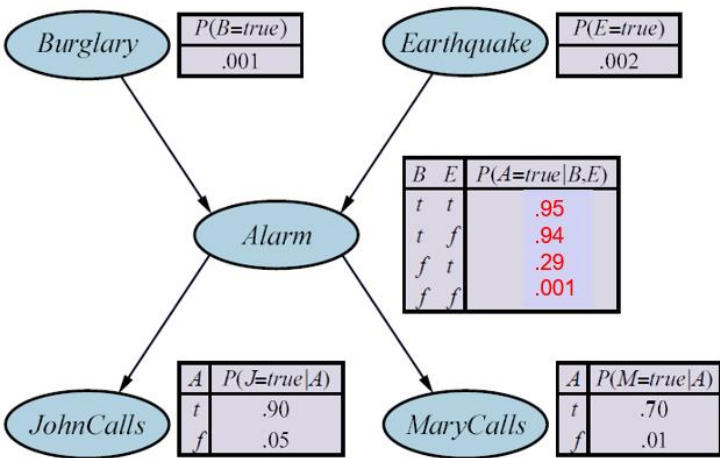 Burglary
P(B=true)
.001
Earthquake
P(E=true)
.002
B E P(A=true|B,E)
t t .95
t f .94
f t .29
f f .001
Alarm
A P(J=true|A)
t .90
f .05
JohnCalls
A P(M=true|A)
t .70
f .01
MaryCalls